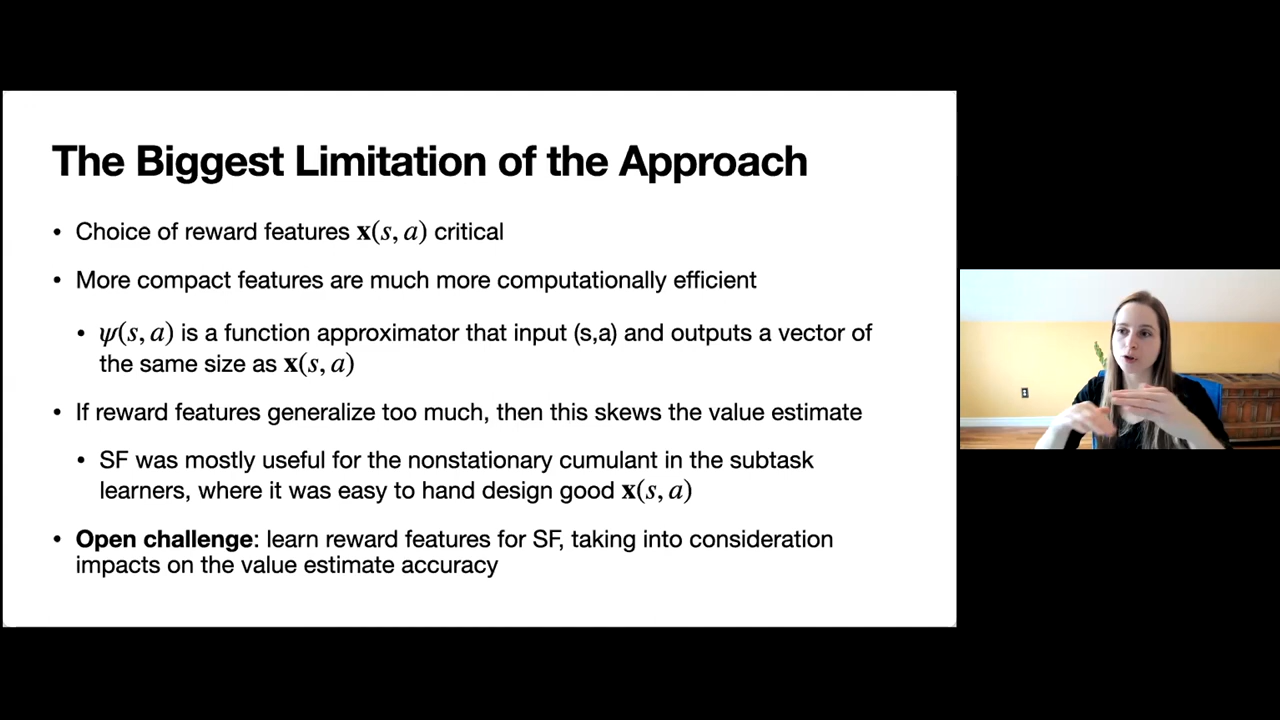 The Biggest Limitation of the Approach
• Choice of reward features x(s, a) critical
• More compact features are much more computationally efficient
• ψ(s, a) is a function approximator that input (s,a) and outputs a vector of
the same size as x(s, a)
• If reward features generalize too much, then this skews the value estimate
• SF was mostly useful for the nonstationary cumulant in the subtask
learners, where it was easy to hand design good x(s, a)
• Open challenge: learn reward features for SF, taking into consideration
impacts on the value estimate accuracy